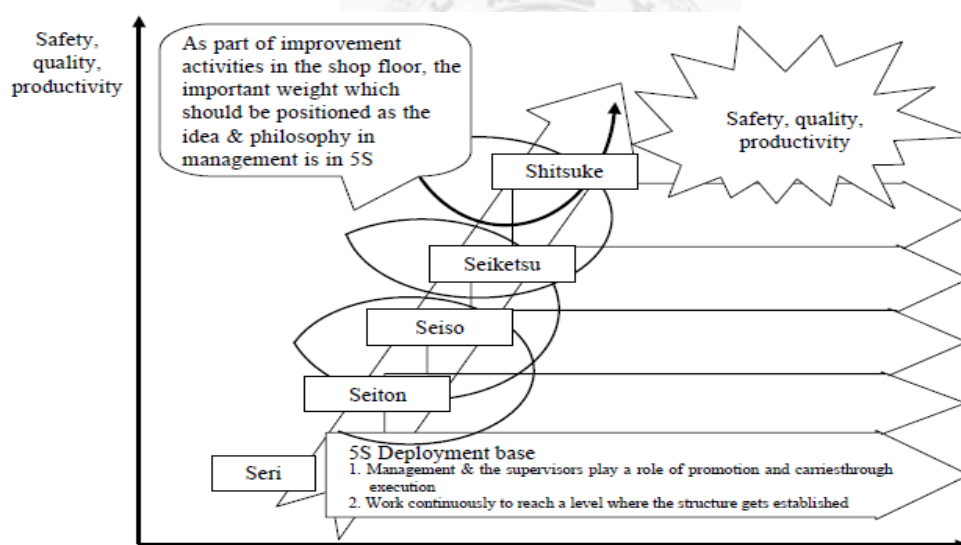 Safety,
quality,
productivity
As part of improvement
activities in the shop floor, the
important weight which
should be positioned as the
idea & philosophy in
management is in 5S
Safety, quality,
productivity
Shitsuke
Seiketsu
Seiso
Seiton
Seri
5S Deployment base
1. Management & the supervisors play a role of promotion and carriesthrough
execution
2. Work continuously to reach a level where the structure gets established